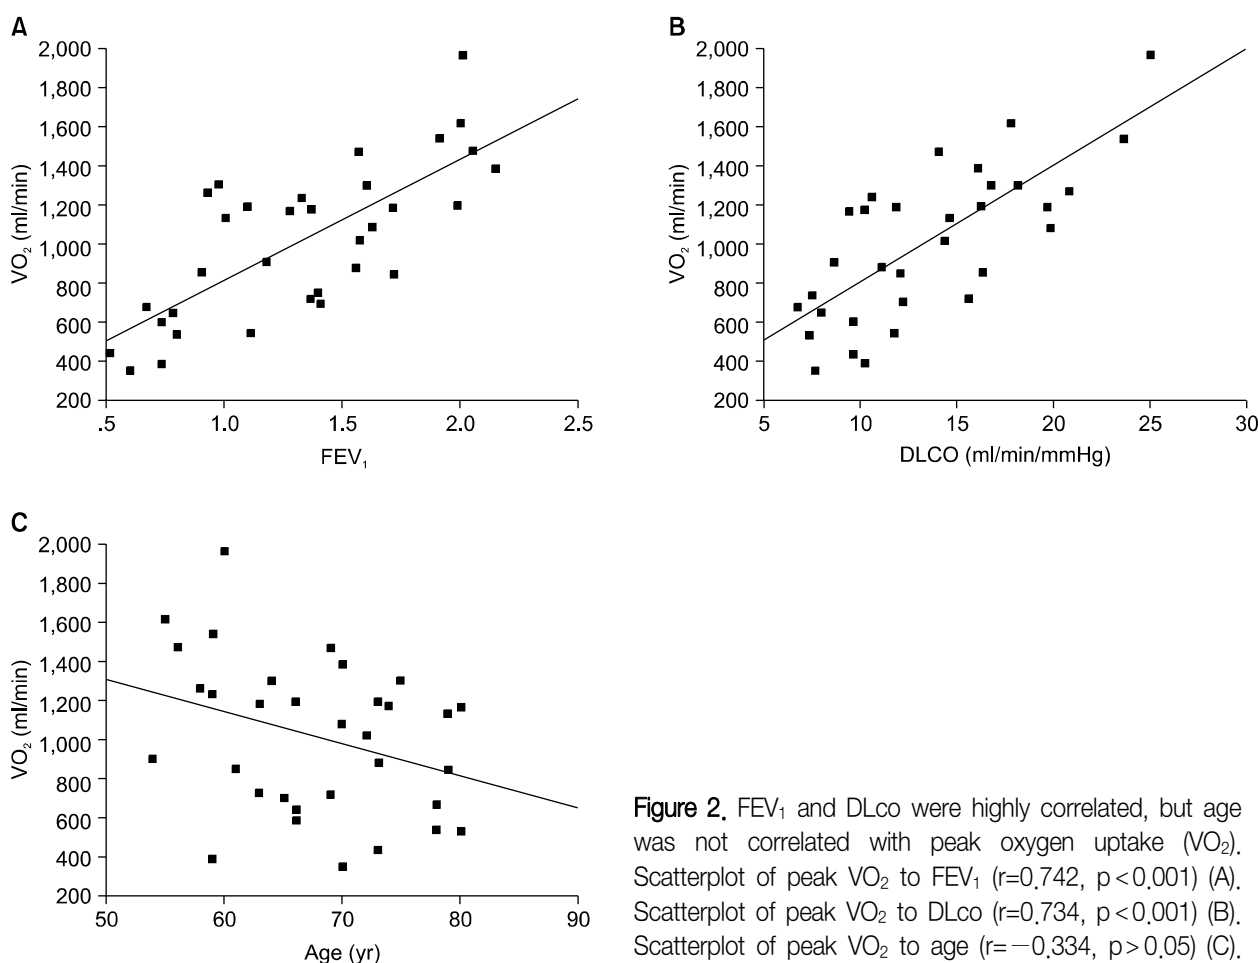 A
2,000
1,800
1,600
1,400
1,200
1,000
800
600
400
200
VO₂ (ml/min)
.5 1.0 1.5 2.0 2.5
FEV₁
B
2,000
1,800
1,600
1,400
1,200
1,000
800
600
400
200
VO₂ (ml/min)
5 10 15 20 25 30
DLCO (ml/min/mmHg)
C
2,000
1,800
1,600
1,400
1,200
1,000
800
600
400
200
VO₂ (ml/min)
50 60 70 80 90
Age (yr)
Figure 2. FEV₁ and DLco were highly correlated, but age
was not correlated with peak oxygen uptake (VO₂).
Scatterplot of peak VO₂ to FEV₁ (r=0.742, p<0.001) (A).
Scatterplot of peak VO₂ to DLco (r=0.734, p<0.001) (B).
Scatterplot of peak VO₂ to age (r=−0.334, p>0.05) (C).